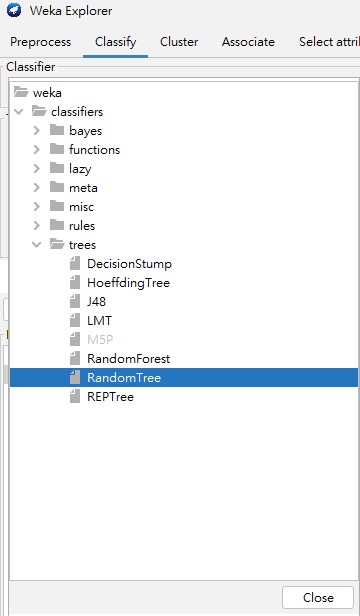 Weka Explorer
Preprocess Classify Cluster Associate Select attri
Classifier
weka
classifiers
bayes
functions
lazy
meta
misc
rules
trees
DecisionStump
HoeffdingTree
J48
LMT
M5P
RandomForest
RandomTree
REPTree
Close